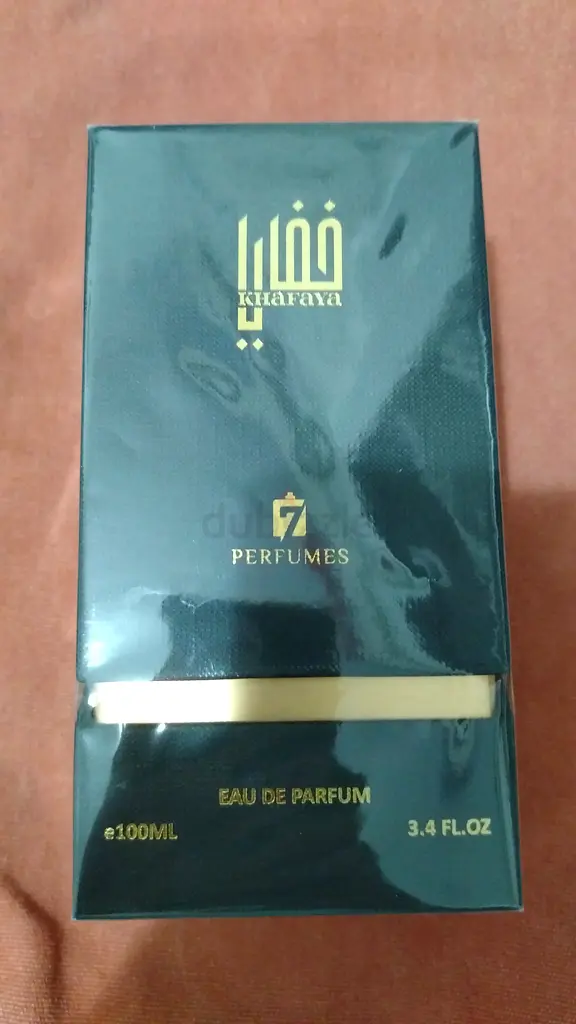 خفايا
KHAFAYA
7
PERFUMES
EAU DE PARFUM
e100ML 3.4 FL.OZ